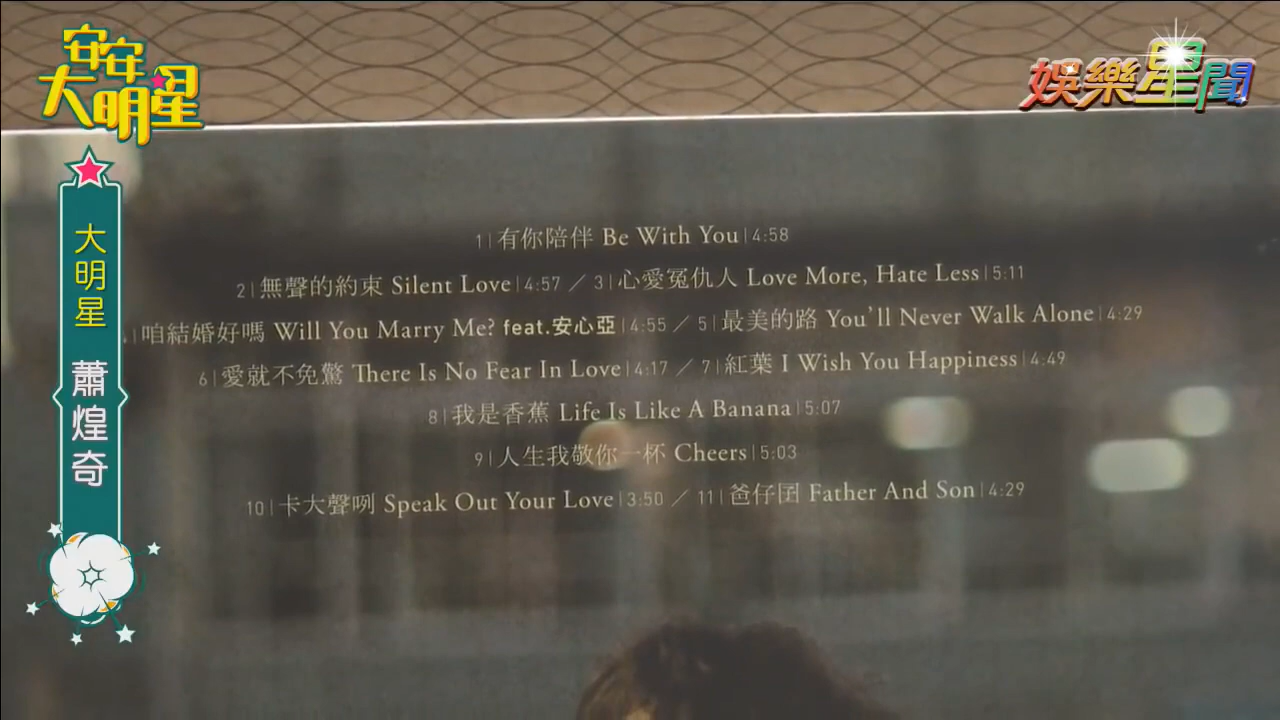 安安
大明星
娛樂星聞
大明星 蕭煌奇
1|有你陪伴 Be With You|4:58
2|無聲的約束 Silent Love|4:57 / 3|心愛冤仇人 Love More, Hate Less|5:11
|咱結婚好嗎 Will You Marry Me? feat.安心亞|4:55 / 5|最美的路 You'll Never Walk Alone|4:29
6|愛就不免驚 There Is No Fear In Love|4:17 / 7|紅葉 I Wish You Happiness|4:49
8|我是香蕉 Life Is Like A Banana|5:07
9|人生我敬你一杯 Cheers|5:03
10|卡大聲咧 Speak Out Your Love|3:50 / 11|爸仔囝 Father And Son|4:29